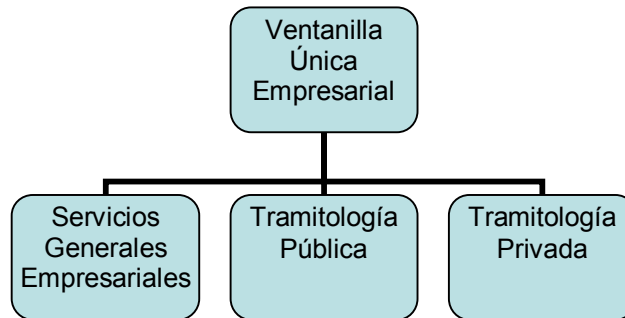 Ventanilla
Única
Empresarial
Servicios
Generales
Empresariales
Tramitología
Pública
Tramitología
Privada